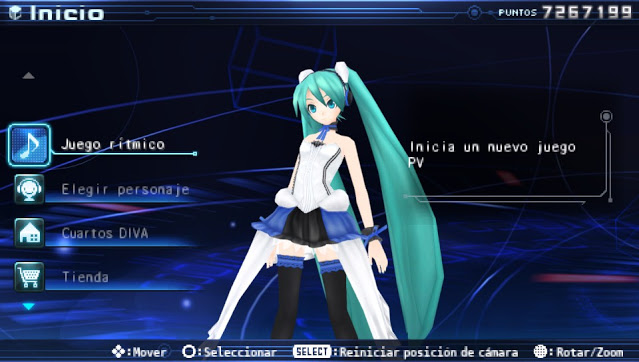 Inicio
PUNTOS 7267199
Juego rítmico
Elegir personaje
Cuartos DIVA
Tienda
Inicia un nuevo juego
PV
:Mover
:Seleccionar
SELECT:Reiniciar posición de cámara
:Rotar/Zoom